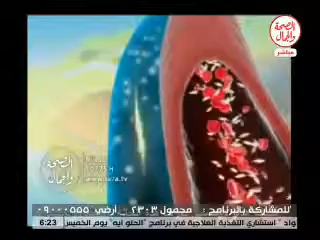 الصحة
والجمال
مباشر
الصحة
والجمال
للمشاركة بالبرنامج : محمول ٢٣٠٣ أرضي ٠٩٠٠٠٥٥٥
6:23 واد " استشاري التغذية العلاجية في برنامج "الحلو ايه" يوم الخميس